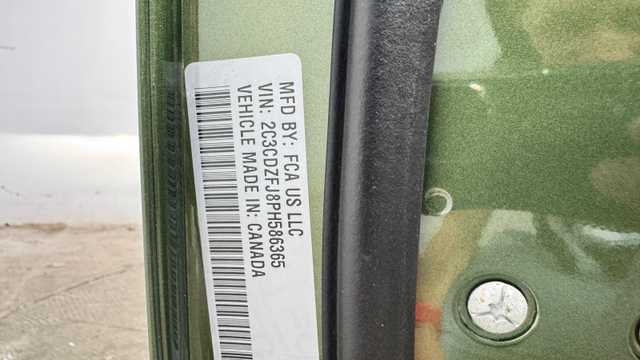 MFD BY: FCA US LLC
VIN: 2C3CDZFJ8PH586365
VEHICLE MADE IN: CANADA